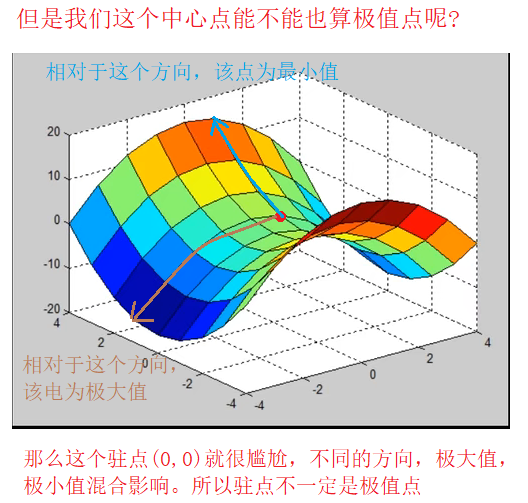 但是我们这个中心点能不能也算极值点呢?
相对于这个方向，该点为最小值
20
10
0
-10
-20
4
2
0
-2
-4
-4
-2
0
2
4
相对于这个方向，
该电为极大值
那么这个驻点(0,0)就很尴尬，不同的方向，极大值，
极小值混合影响。所以驻点不一定是极值点